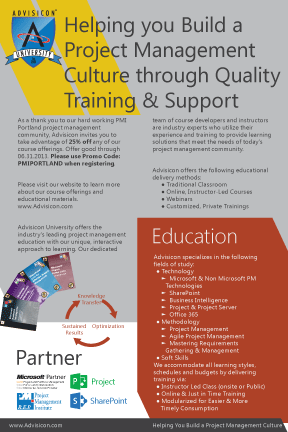 ADVISICON
UNIVERSITY
Helping you Build a
Project Management
Culture through Quality
Training & Support
As a thank you to our hard working PMI
Portland project management
community, Advisicon invites you to
take advantage of 25% off any of our
course offerings. Offer good through
06.31.2013. Please use Promo Code:
PMIPORTLAND when registering
Please visit our website to learn more
about our course offerings and
educational materials.
www.Advisicon.com
Advisicon University offers the
industry's leading project management
education with our unique, interactive
approach to learning. Our dedicated
team of course developers and instructors
are industry experts who utilize their
experience and training to provide learning
solutions that meet the needs of today's
project management community.
Advisicon offers the following educational
delivery methods:
● Traditional Classroom
● Online, Instructor-Led Courses
● Webinars
● Customized, Private Trainings
Knowledge
Transfer
Sustained
Results
Optimization
Partner
Microsoft Partner
Project Management
Institute
Project
SharePoint
Education
Advisicon specializes in the following
fields of study:
● Technology
► Microsoft & Non Microsoft PM
Technologies
► SharePoint
► Business Intelligence
► Project & Project Server
► Office 365
● Methodology
► Project Management
► Agile Project Management
► Mastering Requirements
Gathering & Management
● Soft Skills
We accommodate all learning styles,
schedules and budgets by delivering
training via:
● Instructor Led Class (onsite or Public)
● Online & Just in Time Training
● Modularized for Easier & More
Timely Consumption
www.Advisicon.com
Helping You Build a Project Management Culture